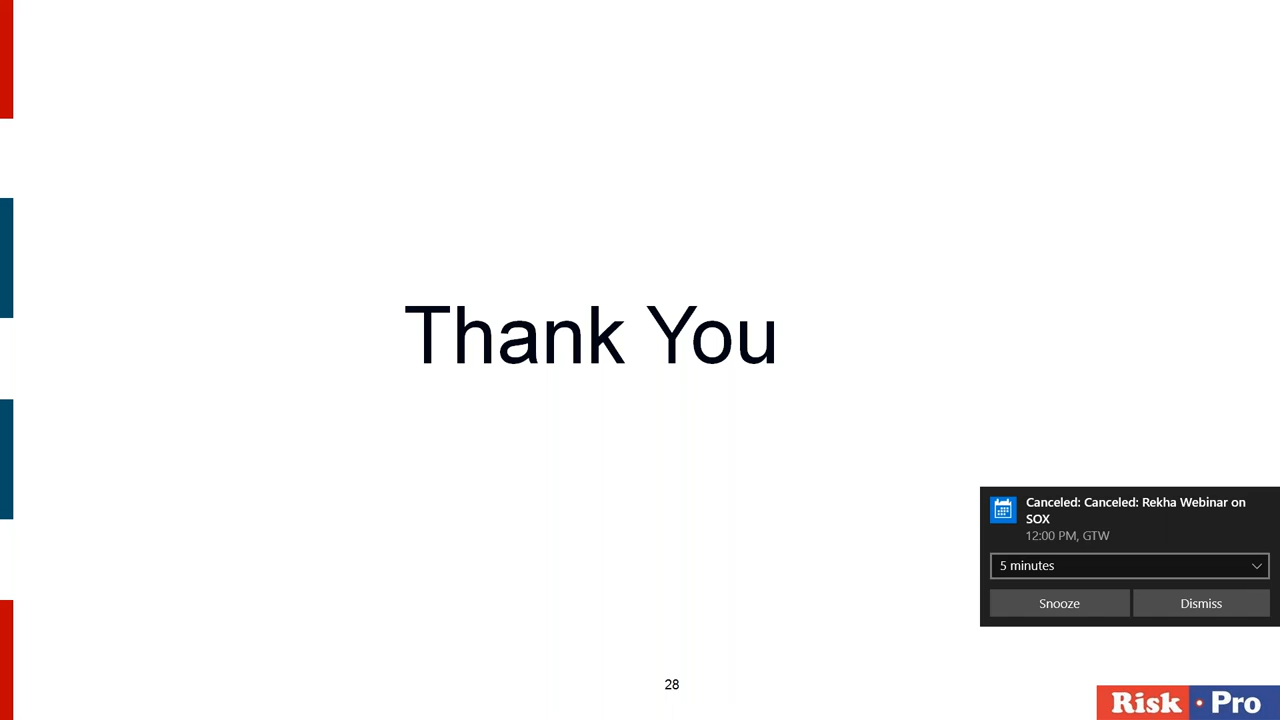 Thank You
Canceled: Canceled: Rekha Webinar on
SOX
12:00 PM, GTW
5 minutes
Snooze
Dismiss
28
Risk • Pro